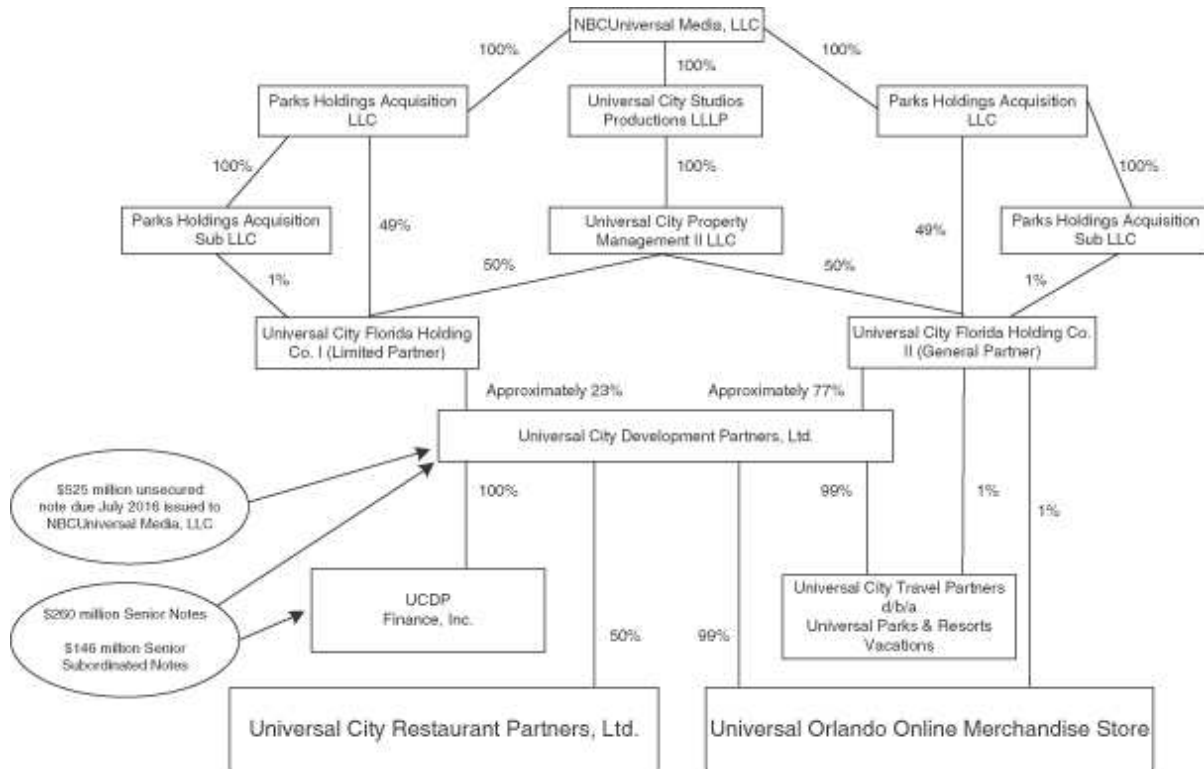 NBCUniversal Media, LLC
100%
100%
100%
Parks Holdings Acquisition
LLC
Universal City Studios
Productions LLLP
Parks Holdings Acquisition
LLC
100%
100%
100%
Parks Holdings Acquisition
Sub LLC
49%
Universal City Property
Management II LLC
49%
Parks Holdings Acquisition
Sub LLC
1%
50%
50%
1%
Universal City Florida Holding
Co. I (Limited Partner)
Universal City Florida Holding Co.
II (General Partner)
Approximately 23%
Approximately 77%
Universal City Development Partners, Ltd.
$525 million unsecured
note due July 2016 issued to
NBCUniversal Media, LLC
100%
99%
1%
1%
$260 million Senior Notes
$146 million Senior
Subordinated Notes
UCDP
Finance, Inc.
Universal City Travel Partners
d/b/a
Universal Parks & Resorts
Vacations
50%
99%
Universal City Restaurant Partners, Ltd.
Universal Orlando Online Merchandise Store